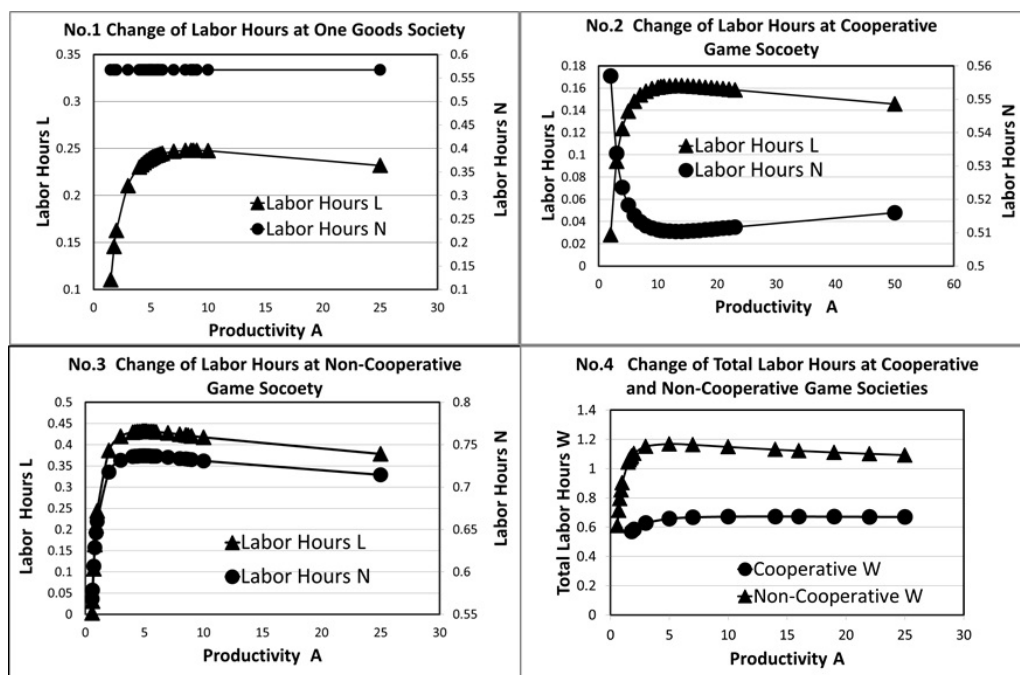 No.1 Change of Labor Hours at One Goods Society
0.35
0.3
0.25
0.2
0.15
0.1
0.6
0.55
0.5
0.45
0.4
0.35
0.3
0.25
0.2
0.15
0.1
Labor Hours L
Labor Hours N
Labor Hours L
Labor Hours N
0 5 10 15 20 25 30
Productivity A
No.2 Change of Labor Hours at Cooperative
Game Socoety
0.18
0.16
0.14
0.12
0.1
0.08
0.06
0.04
0.02
0
0.56
0.55
0.54
0.53
0.52
0.51
0.5
Labor Hours L
Labor Hours N
Labor Hours L
Labor Hours N
0 10 20 30 40 50 60
Productivity A
No.3 Change of Labor Hours at Non-Cooperative
Game Socoety
0.5
0.45
0.4
0.35
0.3
0.25
0.2
0.15
0.1
0.05
0
0.8
0.75
0.7
0.65
0.6
0.55
Labor Hours L
Labor Hours N
Labor Hours L
Labor Hours N
0 5 10 15 20 25 30
Productivity A
No.4 Change of Total Labor Hours at Cooperative
and Non-Cooperative Game Societies
1.4
1.2
1
0.8
0.6
0.4
0.2
0
Total Labor Hours W
Cooperative W
Non-Cooperative W
0 5 10 15 20 25 30
Productivity A